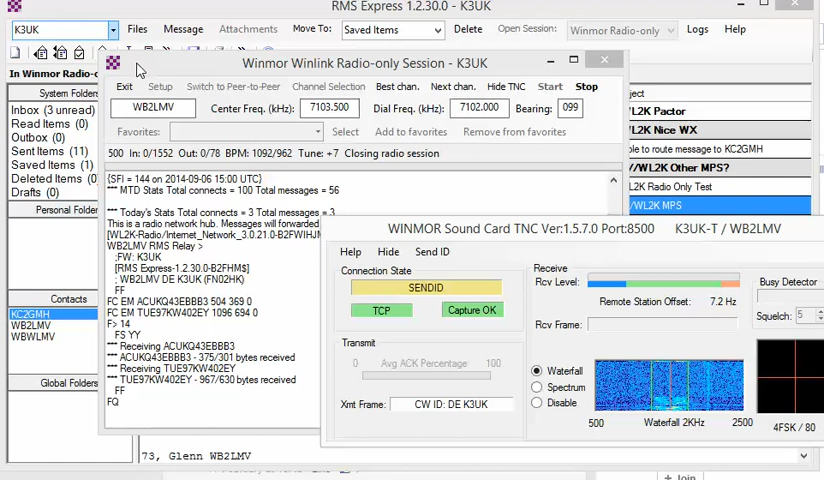 RMS Express 1.2.30.0 - K3UK
K3UK Files Message Attachments Move To: Saved Items Delete Open Session: Winmor Radio-only Logs Help
In Winmor Radio-o
Winmor Winlink Radio-only Session - K3UK
Exit Setup Switch to Peer-to-Peer Channel Selection Best chan. Next chan. Hide TNC Start Stop
WB2LMV Center Freq. (kHz): 7103.500 Dial Freq. (kHz): 7102.000 Bearing: 099
Favorites: Select Add to favorites Remove from favorites
500 In: 0/1552 Out: 0/78 BPM: 1092/962 Tune: +7 Closing radio session
System Folders
Inbox (3 unread)
Read Items (0)
Outbox (0)
Sent Items (11)
Saved Items (1)
Deleted Items (0)
Drafts (0)
Personal Folder
Contacts
KC2GMH
WB2LMV
WBWLMV
Global Folders
ject
WL2K Pactor
//WL2K Nice WX
ble to route message to KC2GMH
//WL2K Other MPS?
L2K Radio Only Test
//WL2K MPS
{SFI = 144 on 2014-09-06 15:00 UTC}
*** MTD Stats Total connects = 100 Total messages = 56
*** Today's Stats Total connects = 3 Total messages = 3
This is a radio network hub. Messages will forwarded
[WL2K-Radio/Internet_Network_3.0.21.0-B2FWIHJM
WB2LMV RMS Relay >
;FW: K3UK
[RMS Express-1.2.30.0-B2FHM$]
; WB2LMV DE K3UK (FN02HK)
FF
FC EM ACUKQ43EBBB3 504 369 0
FC EM TUE97KW402EY 1096 694 0
F> 14
FS YY
*** Receiving ACUKQ43EBBB3
*** ACUKQ43EBBB3 - 375/301 bytes received
*** Receiving TUE97KW402EY
*** TUE97KW402EY - 967/630 bytes received
FF
FQ
WINMOR Sound Card TNC Ver:1.5.7.0 Port:8500 K3UK-T / WB2LMV
Help Hide Send ID
Connection State
SENDID
TCP Capture OK
Transmit
0 Avg ACK Percentage 100
Xmt Frame: CW ID: DE K3UK
Receive
Rcv Level:
Remote Station Offset: 7.2 Hz
Rcv Frame:
Waterfall
Spectrum
Disable
500 Waterfall 2KHz 2500
Busy Detector
Squelch: 5
4FSK / 80
73, Glenn WB2LMV
+ Join